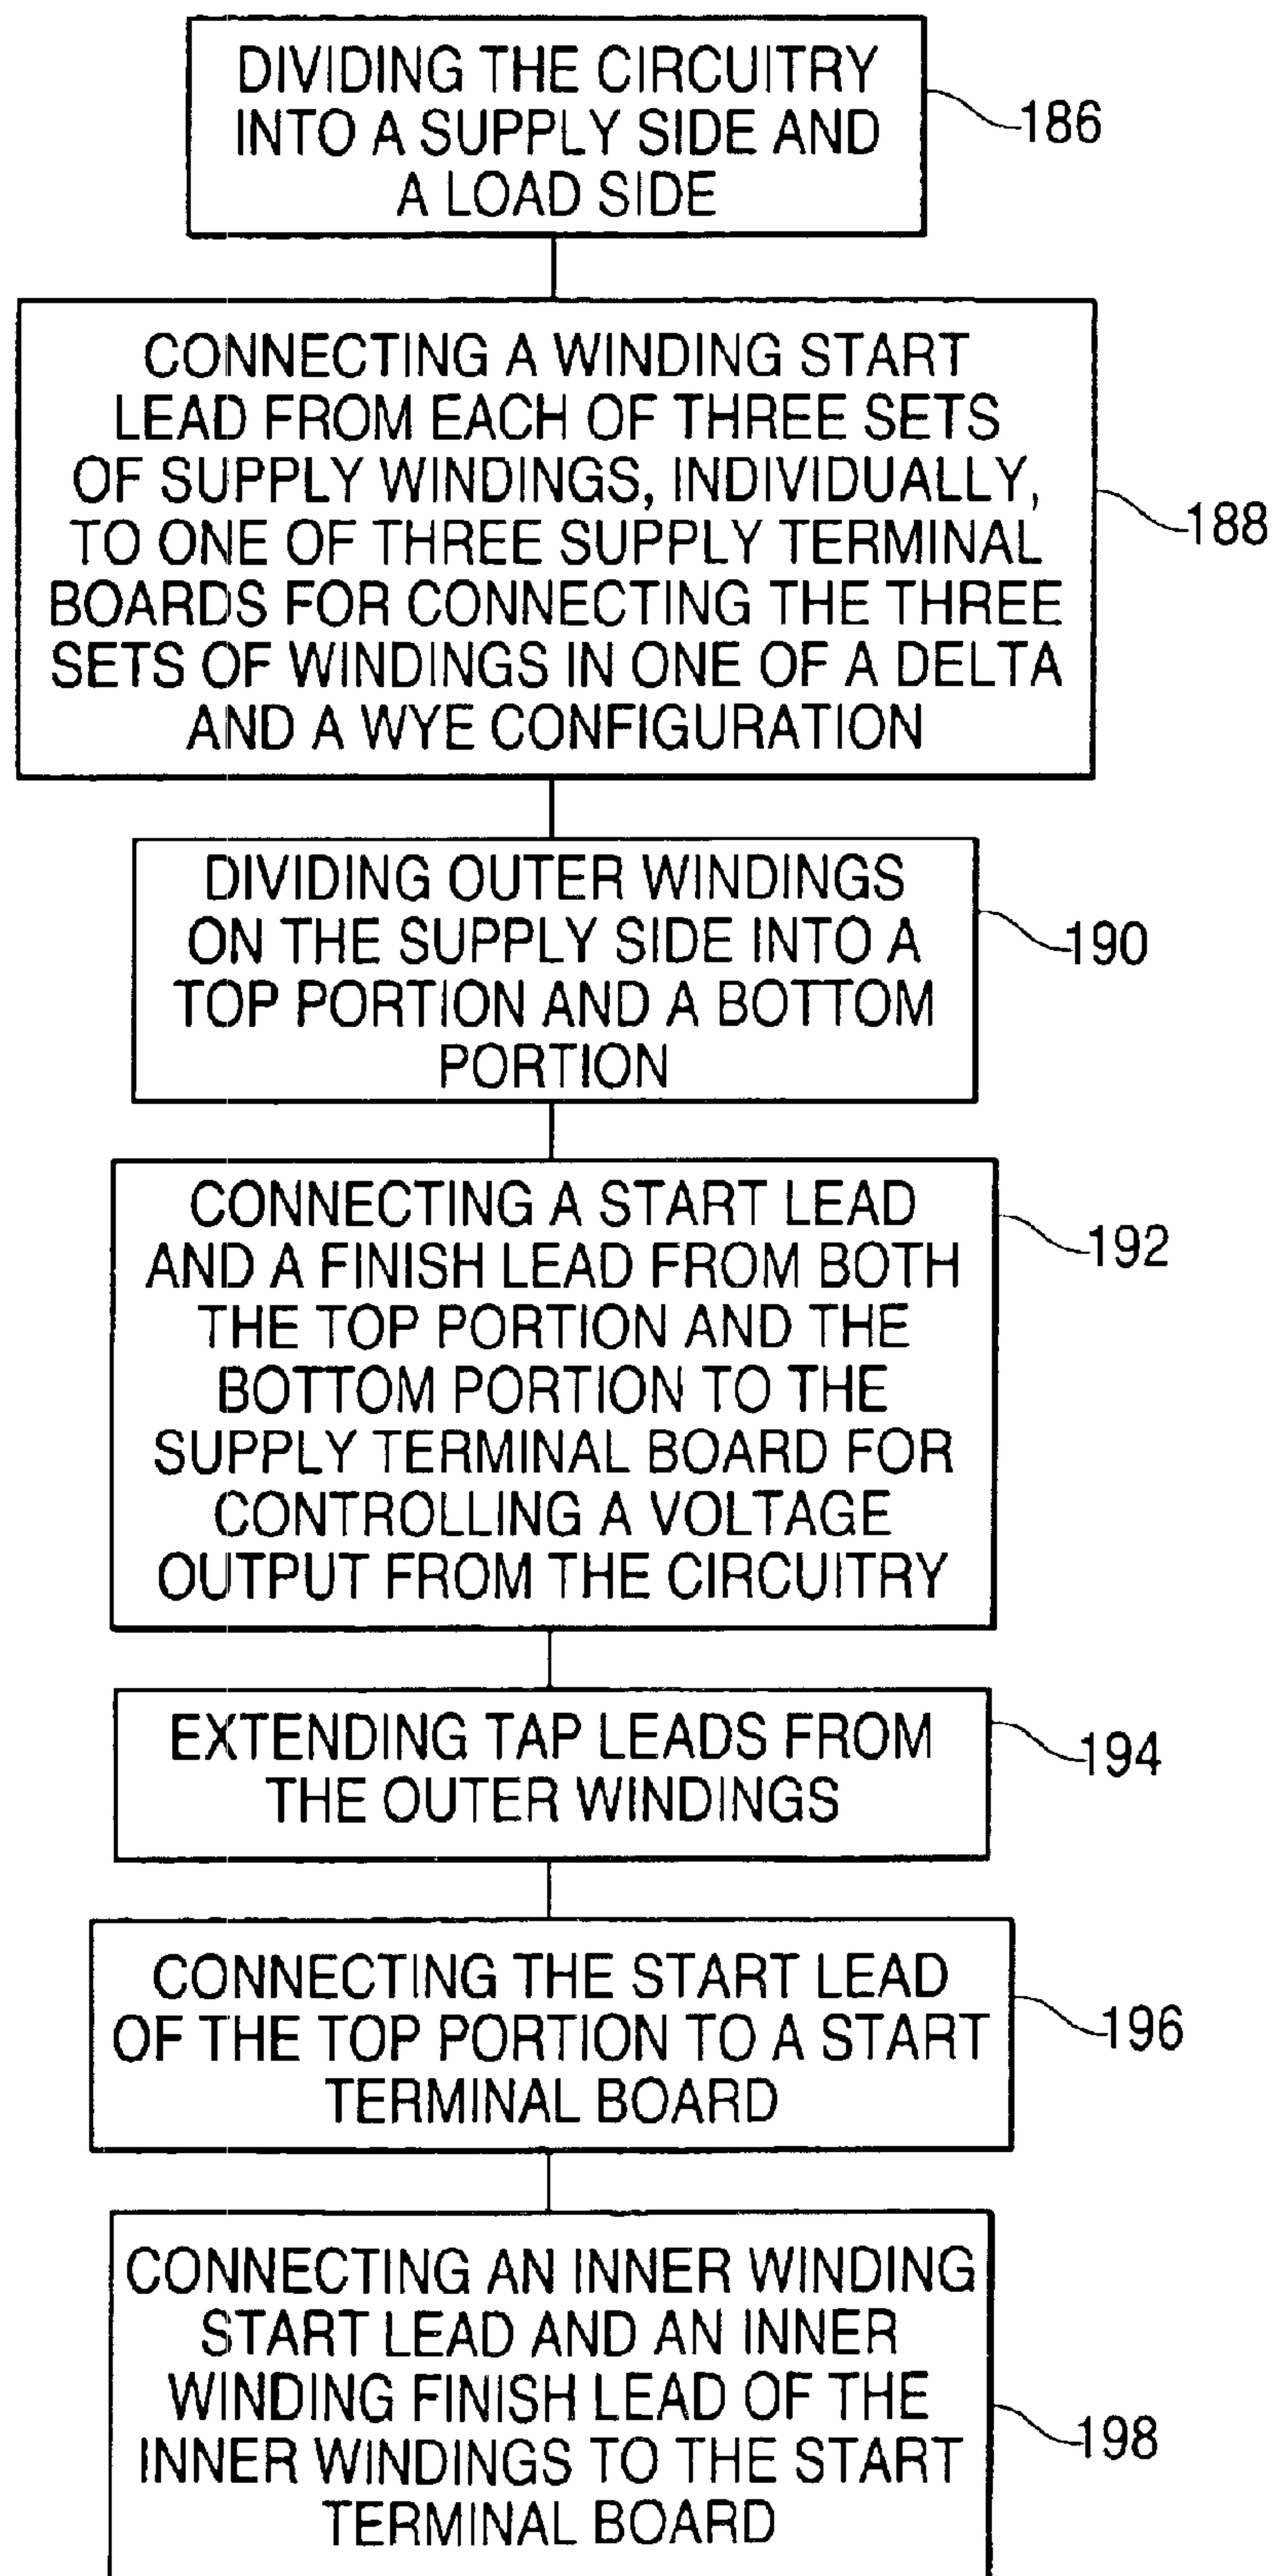 DIVIDING THE CIRCUITRY
INTO A SUPPLY SIDE AND
A LOAD SIDE
186
CONNECTING A WINDING START
LEAD FROM EACH OF THREE SETS
OF SUPPLY WINDINGS, INDIVIDUALLY,
TO ONE OF THREE SUPPLY TERMINAL
BOARDS FOR CONNECTING THE THREE
SETS OF WINDINGS IN ONE OF A DELTA
AND A WYE CONFIGURATION
188
DIVIDING OUTER WINDINGS
ON THE SUPPLY SIDE INTO A
TOP PORTION AND A BOTTOM
PORTION
190
CONNECTING A START LEAD
AND A FINISH LEAD FROM BOTH
THE TOP PORTION AND THE
BOTTOM PORTION TO THE
SUPPLY TERMINAL BOARD FOR
CONTROLLING A VOLTAGE
OUTPUT FROM THE CIRCUITRY
192
EXTENDING TAP LEADS FROM
THE OUTER WINDINGS
194
CONNECTING THE START LEAD
OF THE TOP PORTION TO A START
TERMINAL BOARD
196
CONNECTING AN INNER WINDING
START LEAD AND AN INNER
WINDING FINISH LEAD OF THE
INNER WINDINGS TO THE START
TERMINAL BOARD
198